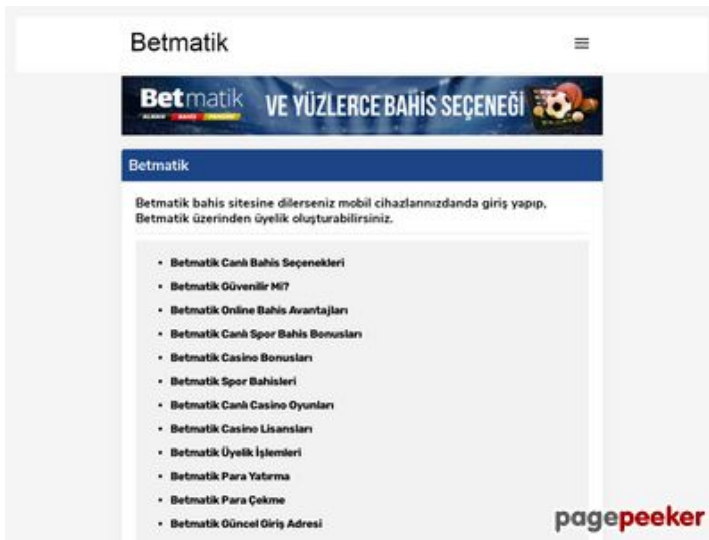 Betmatik
Betmatik VE YÜZLERCE BAHİS SEÇENEĞİ
Betmatik
Betmatik bahis sitesine dilerseniz mobil cihazlarınızdanda giriş yapıp,
Betmatik üzerinden üyelik oluşturabilirsiniz.
• Betmatik Canlı Bahis Seçenekleri
• Betmatik Güvenilir Mi?
• Betmatik Online Bahis Avantajları
• Betmatik Canlı Spor Bahis Bonusları
• Betmatik Casino Bonusları
• Betmatik Spor Bahisleri
• Betmatik Canlı Casino Oyunları
• Betmatik Casino Lisansları
• Betmatik Üyelik İşlemleri
• Betmatik Para Yatırma
• Betmatik Para Çekme
• Betmatik Güncel Giriş Adresi
pagepeeker